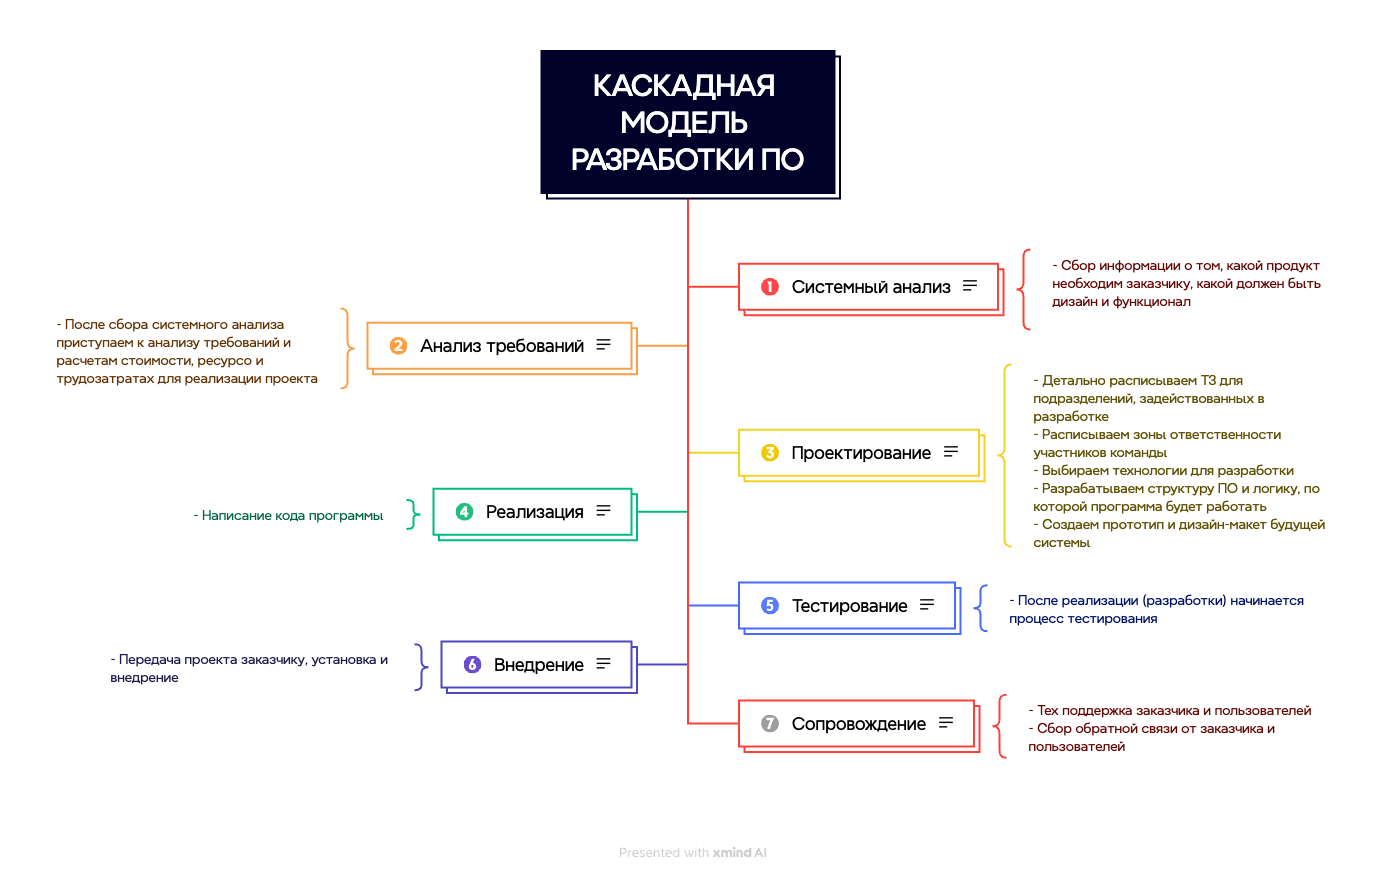 КАСКАДНАЯ
МОДЕЛЬ
РАЗРАБОТКИ ПО
1 Системный анализ
- Сбор информации о том, какой продукт
необходим заказчику, какой должен быть
дизайн и функционал
2 Анализ требований
- После сбора системного анализа
приступаем к анализу требований и
расчетам стоимости, ресурсо и
трудозатратах для реализации проекта
3 Проектирование
- Детально расписываем ТЗ для
подразделений, задействованных в
разработке
- Расписываем зоны ответственности
участников команды
- Выбираем технологии для разработки
- Разрабатываем структуру ПО и логику, по
которой программа будет работать
- Создаем прототип и дизайн-макет будущей
системы
4 Реализация
- Написание кода программы
5 Тестирование
- После реализации (разработки) начинается
процесс тестирования
6 Внедрение
- Передача проекта заказчику, установка и
внедрение
7 Сопровождение
- Тех поддержка заказчика и пользователей
- Сбор обратной связи от заказчика и
пользователей
Presented with xmind AI